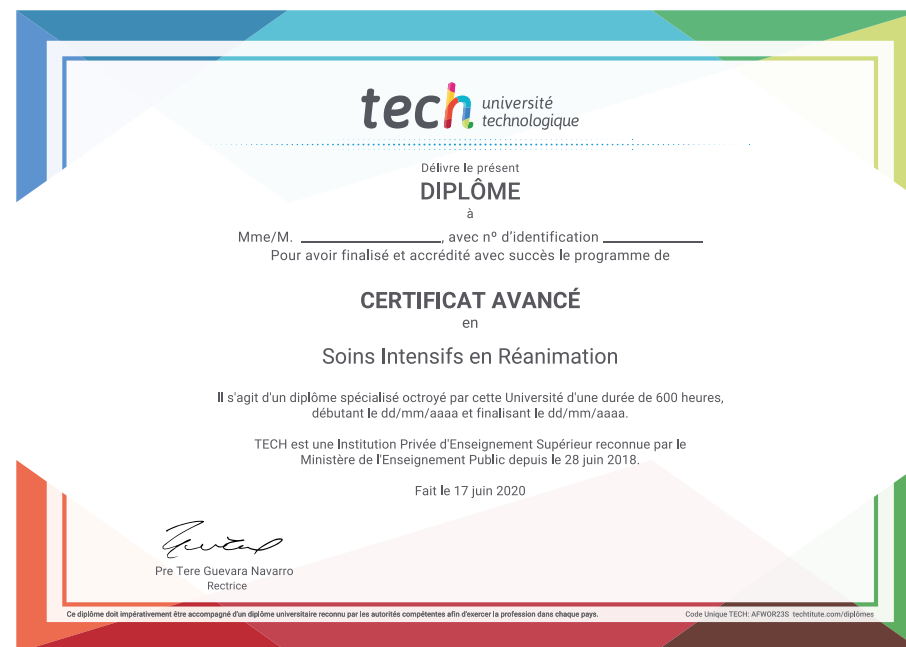 tech université
technologique
Délivre le présent
DIPLÔME
à
Mme/M. ____________________, avec nº d'identification ______________
Pour avoir finalisé et accrédité avec succès le programme de
CERTIFICAT AVANCÉ
en
Soins Intensifs en Réanimation
Il s'agit d'un diplôme spécialisé octroyé par cette Université d'une durée de 600 heures,
débutant le dd/mm/aaaa et finalisant le dd/mm/aaaa.
TECH est une Institution Privée d'Enseignement Supérieur reconnue par le
Ministère de l'Enseignement Public depuis le 28 juin 2018.
Fait le 17 juin 2020
Pre Tere Guevara Navarro
Rectrice
Ce diplôme doit impérativement être accompagné d'un diplôme universitaire reconnu par les autorités compétentes afin d'exercer la profession dans chaque pays.
Code Unique TECH: AFWOR23S techtitute.com/diplômes